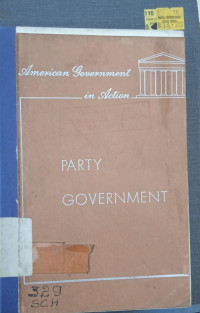 American Government
in Action
PARTY
GOVERNMENT
329
SCH